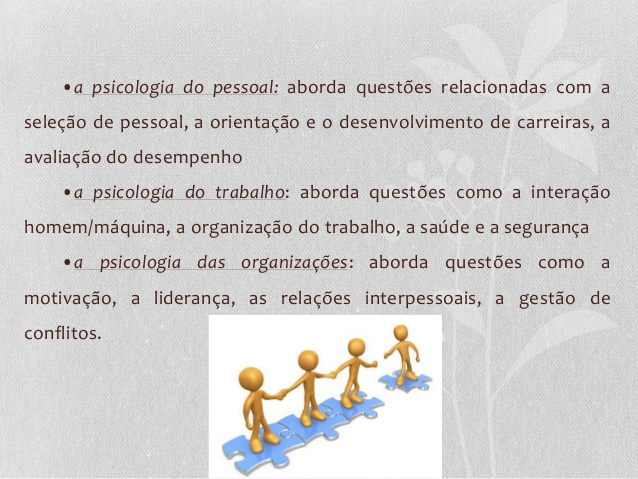 •a psicologia do pessoal: aborda questões relacionadas com a
seleção de pessoal, a orientação e o desenvolvimento de carreiras, a
avaliação do desempenho
•a psicologia do trabalho: aborda questões como a interação
homem/máquina, a organização do trabalho, a saúde e a segurança
•a psicologia das organizações: aborda questões como a
motivação, a liderança, as relações interpessoais, a gestão de
conflitos.